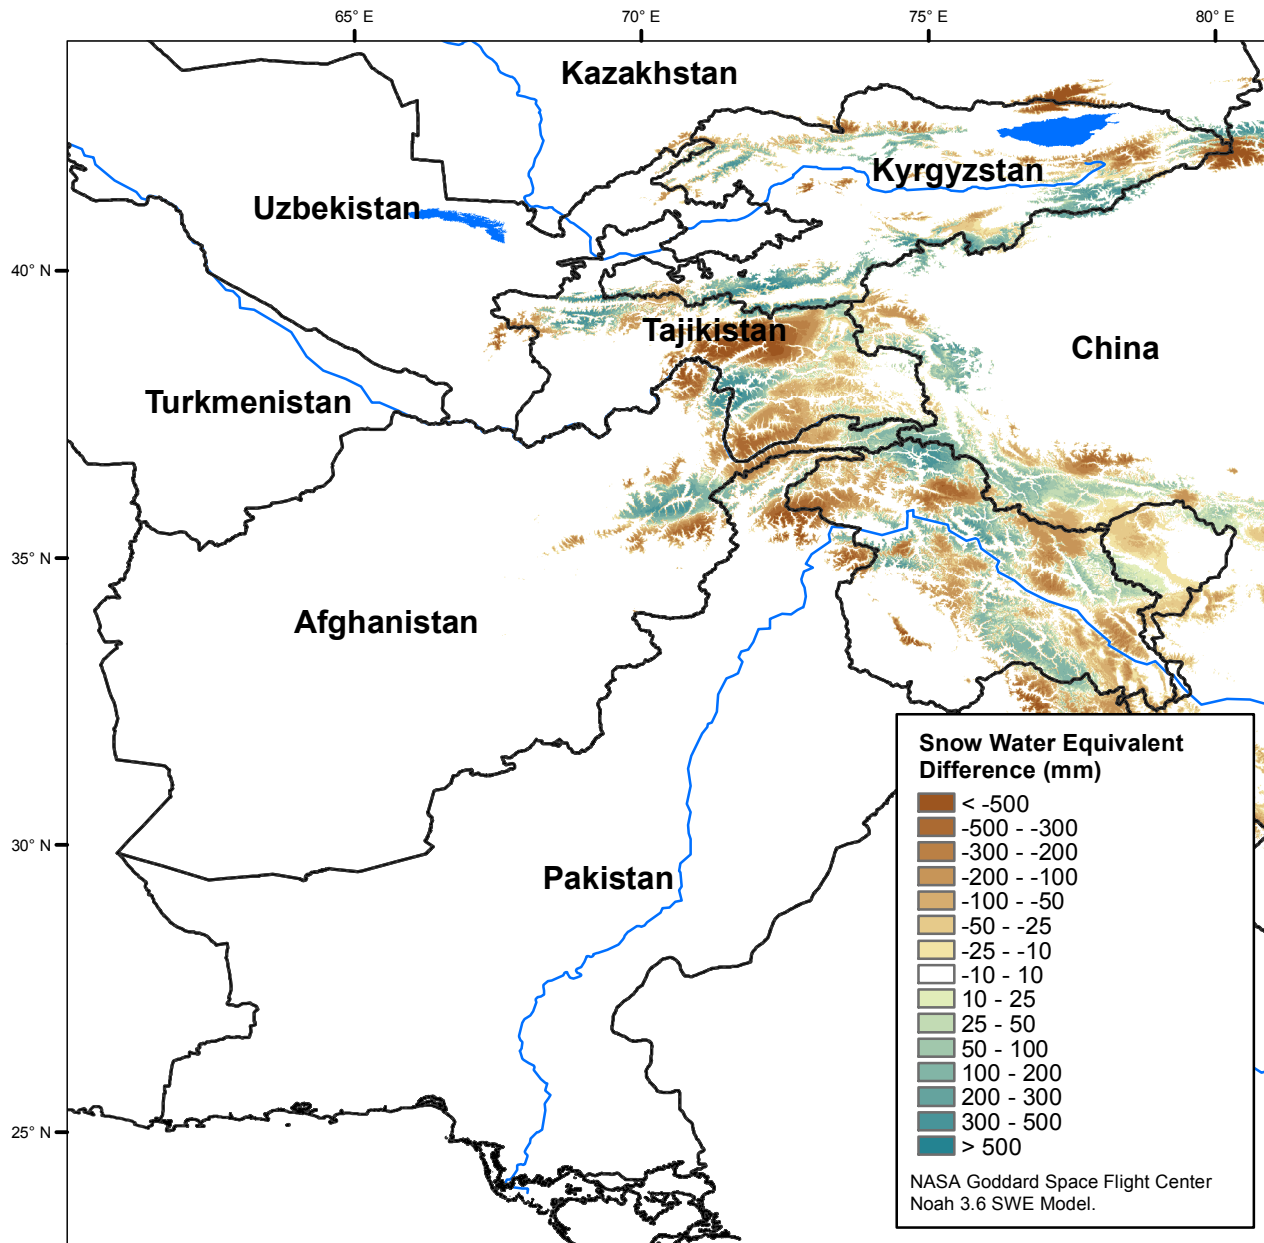 65° E
70° E
75° E
80° E
Kazakhstan
Kyrgyzstan
Uzbekistan
40° N
Tajikistan
China
Turkmenistan
35° N
Afghanistan
Snow Water Equivalent
Difference (mm)
< -500
-500 - -300
-300 - -200
-200 - -100
-100 - -50
-50 - -25
-25 - -10
-10 - 10
10 - 25
25 - 50
50 - 100
100 - 200
200 - 300
300 - 500
> 500
30° N
Pakistan
25° N
NASA Goddard Space Flight Center
Noah 3.6 SWE Model.